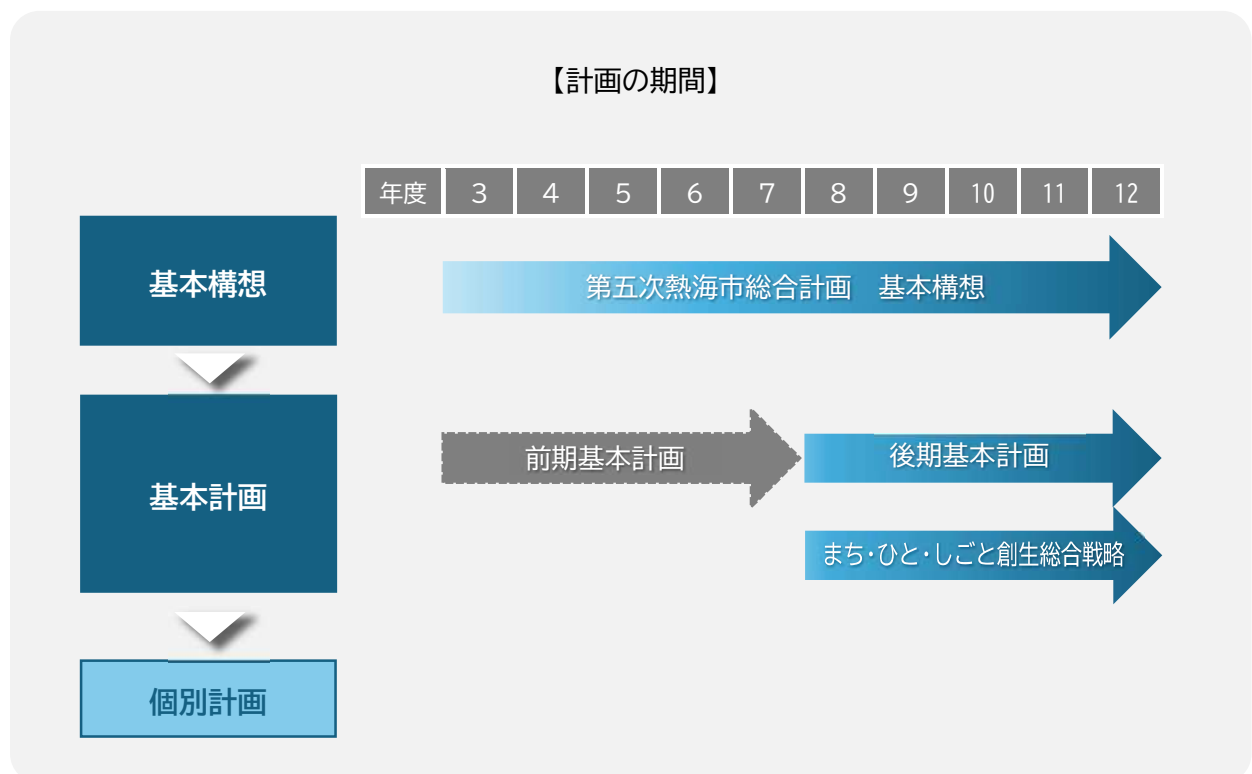 【計画の期間】
年度 3 4 5 6 7 8 9 10 11 12
基本構想
第五次熱海市総合計画　基本構想
基本計画
前期基本計画
後期基本計画
まち・ひと・しごと創生総合戦略
個別計画